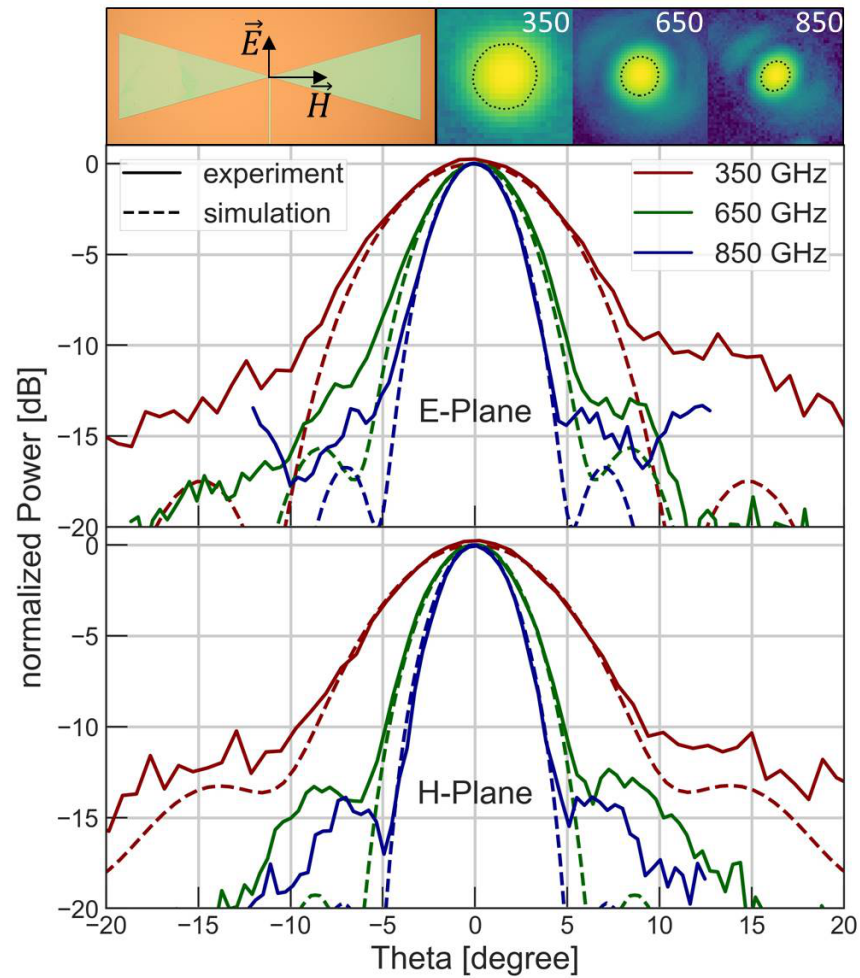 E⃗
H⃗
350
650
850
experiment
simulation
350 GHz
650 GHz
850 GHz
0
−5
−10
−15
−20
E-Plane
normalized Power [dB]
0
−5
−10
−15
−20
H-Plane
−20 −15 −10 −5 0 5 10 15 20
Theta [degree]